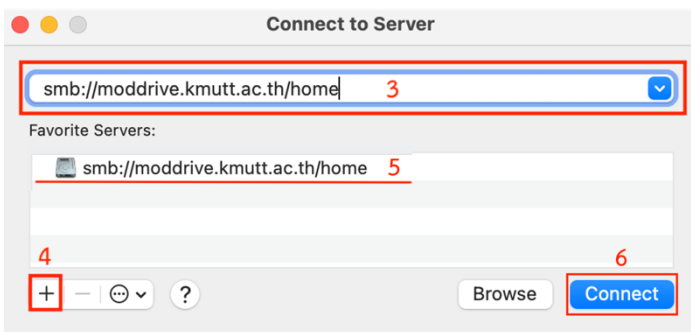 Connect to Server
smb://moddrive.kmutt.ac.th/home 3
Favorite Servers:
smb://moddrive.kmutt.ac.th/home 5
4
6
+ − ? Browse Connect